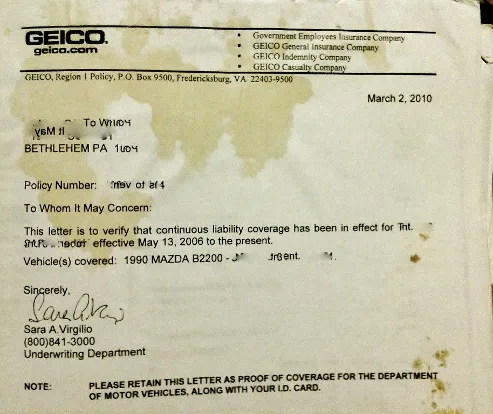 GEICO.
geico.com
• Government Employees Insurance Company
• GEICO General Insurance Company
• GEICO Indemnity Company
• GEICO Casualty Company
GEICO, Region 1 Policy, P.O. Box 9500, Fredericksburg, VA 22403-9500
March 2, 2010
To
It May
BETHLEHEM PA
Policy Number: of
To Whom It May Concern:
This letter is to verify that continuous liability coverage has been in effect for
effective May 13, 2006 to the present.
Vehicle(s) covered: 1990 MAZDA B2200 -
Sincerely,
Sara A.Virgilio
(800)841-3000
Underwriting Department
NOTE: PLEASE RETAIN THIS LETTER AS PROOF OF COVERAGE FOR THE DEPARTMENT
OF MOTOR VEHICLES, ALONG WITH YOUR I.D. CARD.